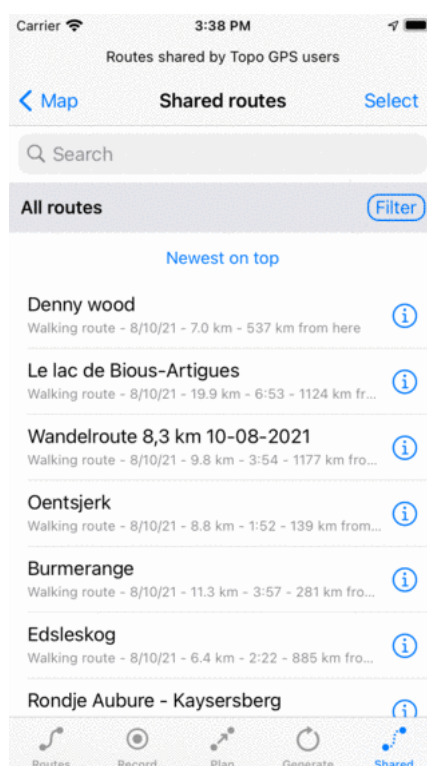 Carrier 3:38 PM
Routes shared by Topo GPS users
Map Shared routes Select
Search
All routes Filter
Newest on top
Denny wood
Walking route - 8/10/21 - 7.0 km - 537 km from here
Le lac de Bious-Artigues
Walking route - 8/10/21 - 19.9 km - 6:53 - 1124 km fr...
Wandelroute 8,3 km 10-08-2021
Walking route - 8/10/21 - 9.8 km - 3:54 - 1177 km fro...
Oentsjerk
Walking route - 8/10/21 - 8.8 km - 1:52 - 139 km from...
Burmerange
Walking route - 8/10/21 - 11.3 km - 3:57 - 281 km fro...
Edsleskog
Walking route - 8/10/21 - 6.4 km - 2:22 - 885 km fro...
Rondje Aubure - Kaysersberg
Routes Record Plan Generate Shared